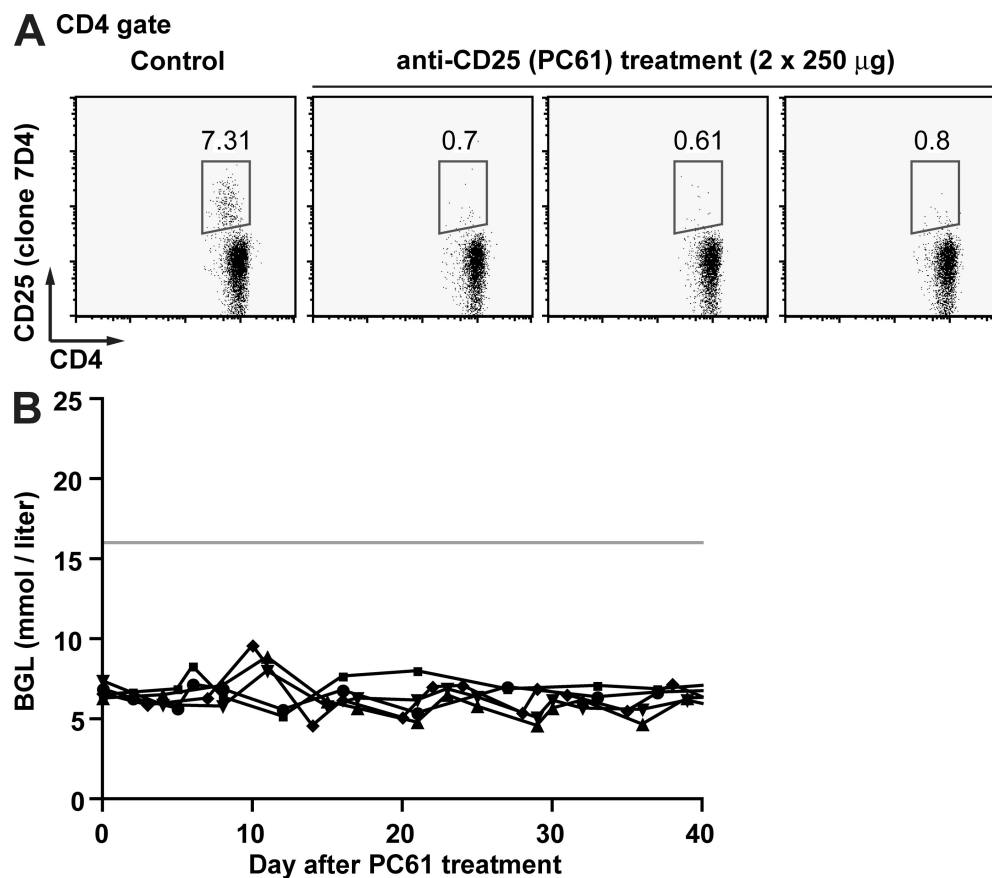 A CD4 gate
Control
anti-CD25 (PC61) treatment (2 x 250 µg)
CD25 (clone 7D4)
7.31
0.7
0.61
0.8
CD4
B
BGL (mmol / liter)
25
20
15
10
5
0
0 10 20 30 40
Day after PC61 treatment